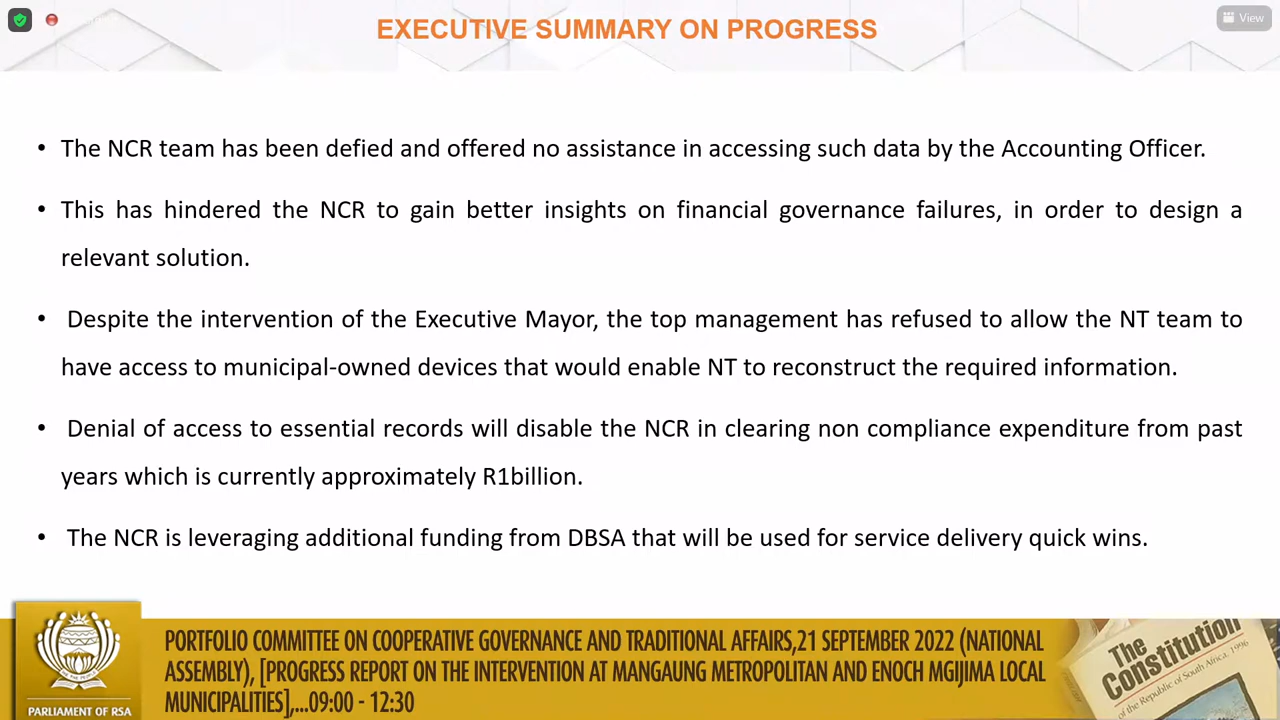 View
EXECUTIVE SUMMARY ON PROGRESS
• The NCR team has been defied and offered no assistance in accessing such data by the Accounting Officer.
• This has hindered the NCR to gain better insights on financial governance failures, in order to design a
relevant solution.
• Despite the intervention of the Executive Mayor, the top management has refused to allow the NT team to
have access to municipal-owned devices that would enable NT to reconstruct the required information.
• Denial of access to essential records will disable the NCR in clearing non compliance expenditure from past
years which is currently approximately R1billion.
• The NCR is leveraging additional funding from DBSA that will be used for service delivery quick wins.
PARLIAMENT OF RSA
PORTFOLIO COMMITTEE ON COOPERATIVE GOVERNANCE AND TRADITIONAL AFFAIRS,21 SEPTEMBER 2022 (NATIONAL
ASSEMBLY), [PROGRESS REPORT ON THE INTERVENTION AT MANGAUNG METROPOLITAN AND ENOCH MGIJIMA LOCAL
MUNICIPALITIES],...09:00 - 12:30
The
Constitution
of the Republic of South Africa, 1996